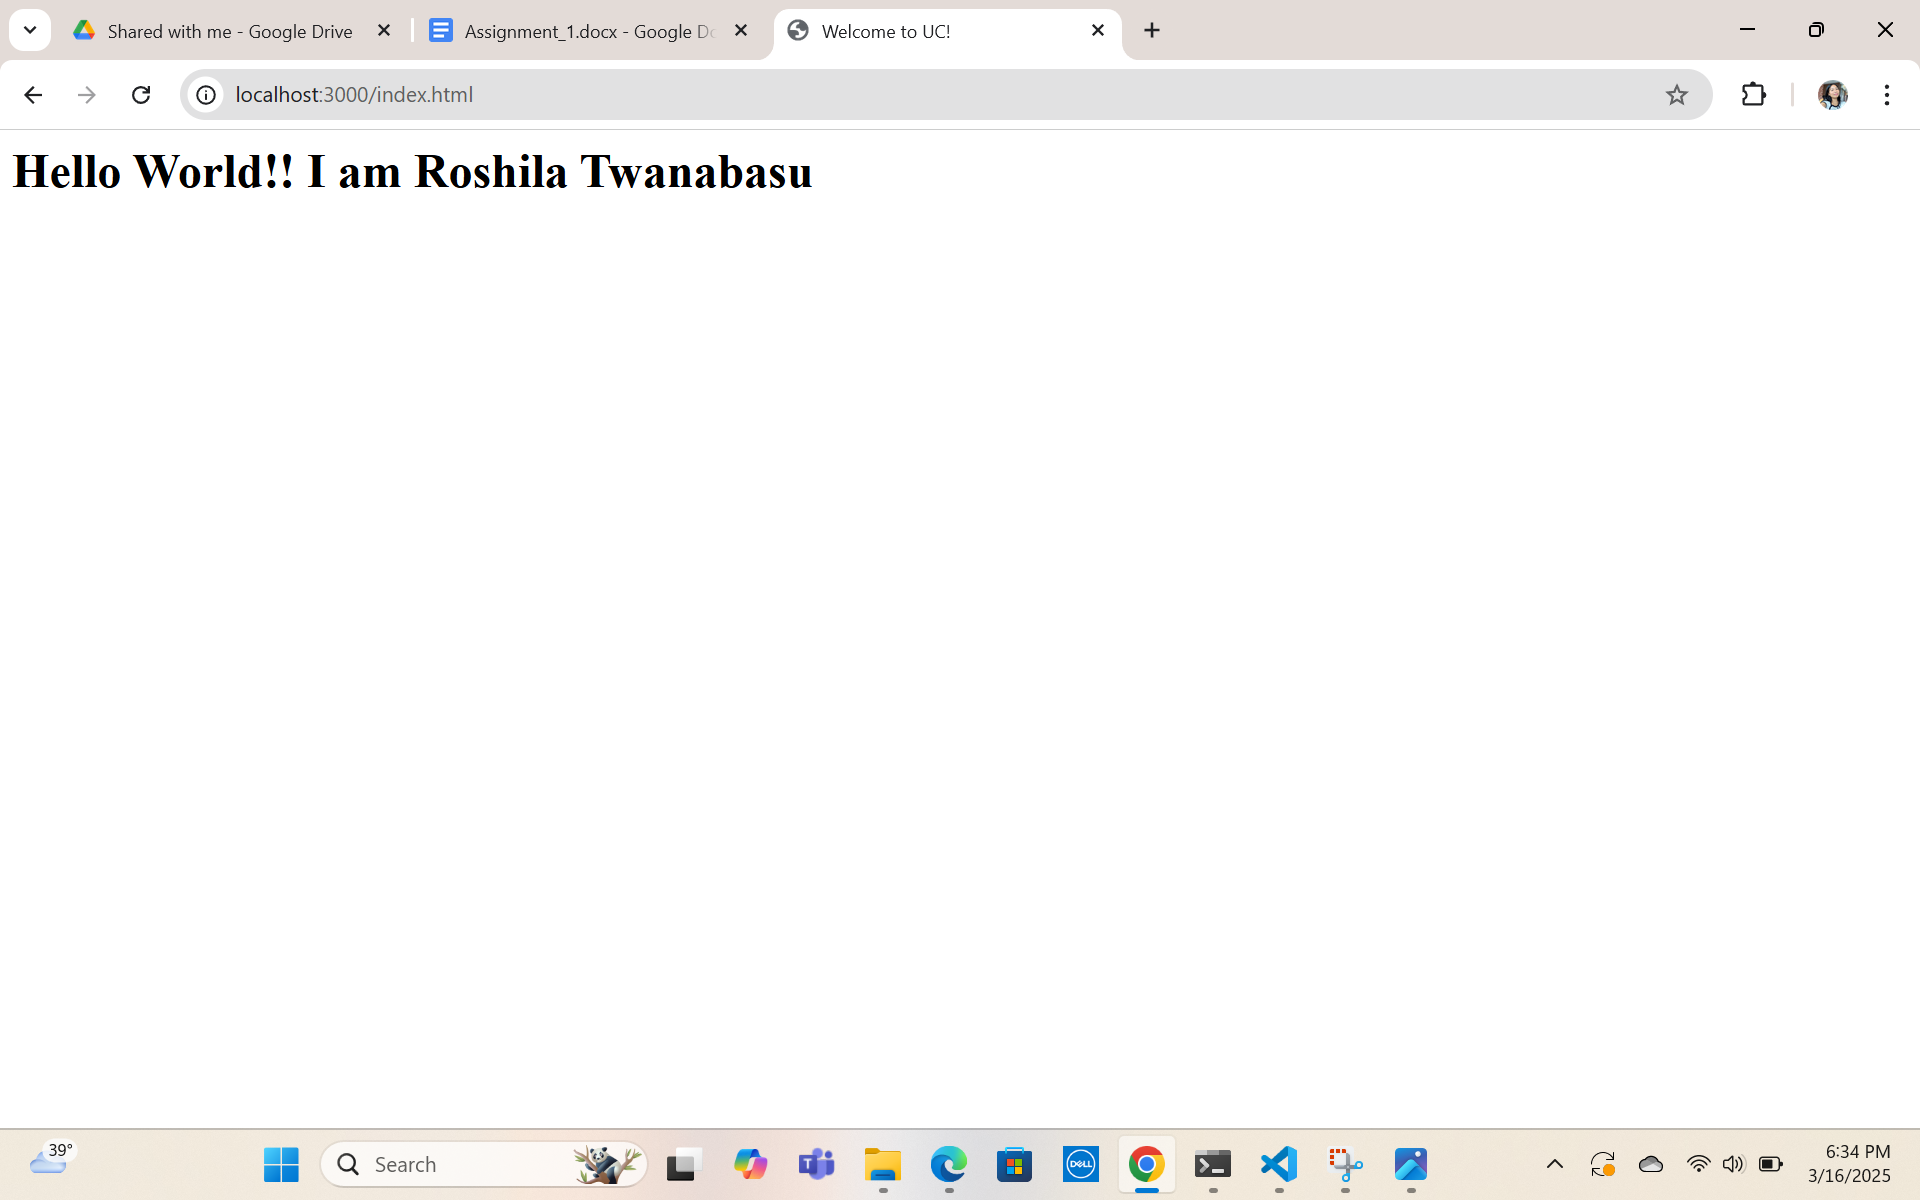 Shared with me - Google Drive
Assignment_1.docx - Google Do
Welcome to UC!
localhost:3000/index.html
Hello World!! I am Roshila Twanabasu
39°
Search
DELL
6:34 PM
3/16/2025